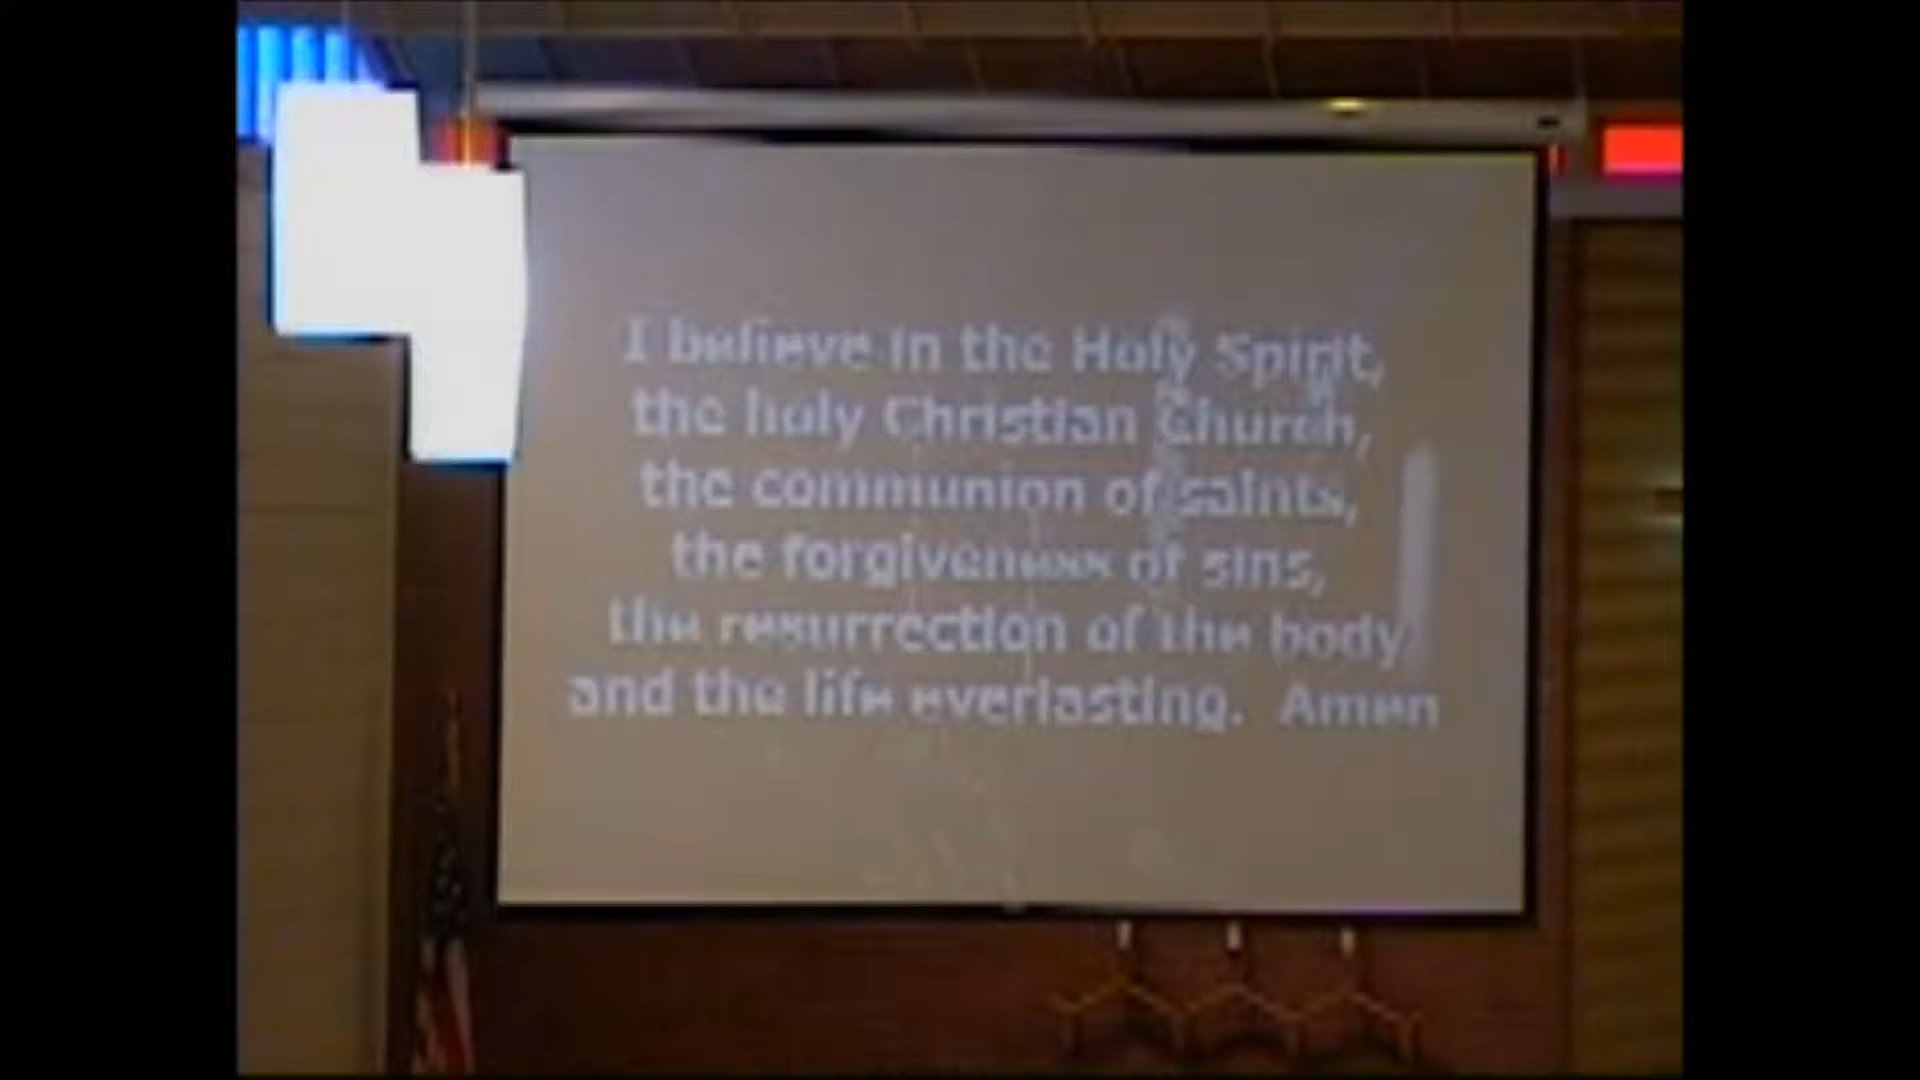 I believe in the Holy Spirit,
the holy Christian Church,
the communion of saints,
the forgiveness of sins,
the resurrection of the body
and the life everlasting. Amen